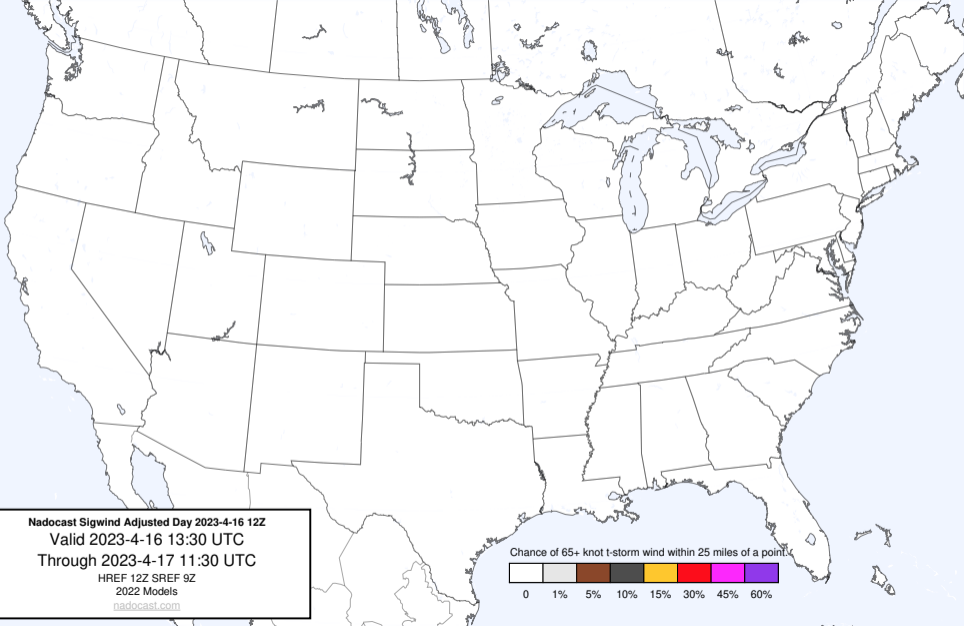 Nadocast Sigwind Adjusted Day 2023-4-16 12Z
Valid 2023-4-16 13:30 UTC
Through 2023-4-17 11:30 UTC
HREF 12Z SREF 9Z
2022 Models
nadocast.com
Chance of 65+ knot t-storm wind within 25 miles of a point.
0 1% 5% 10% 15% 30% 45% 60%